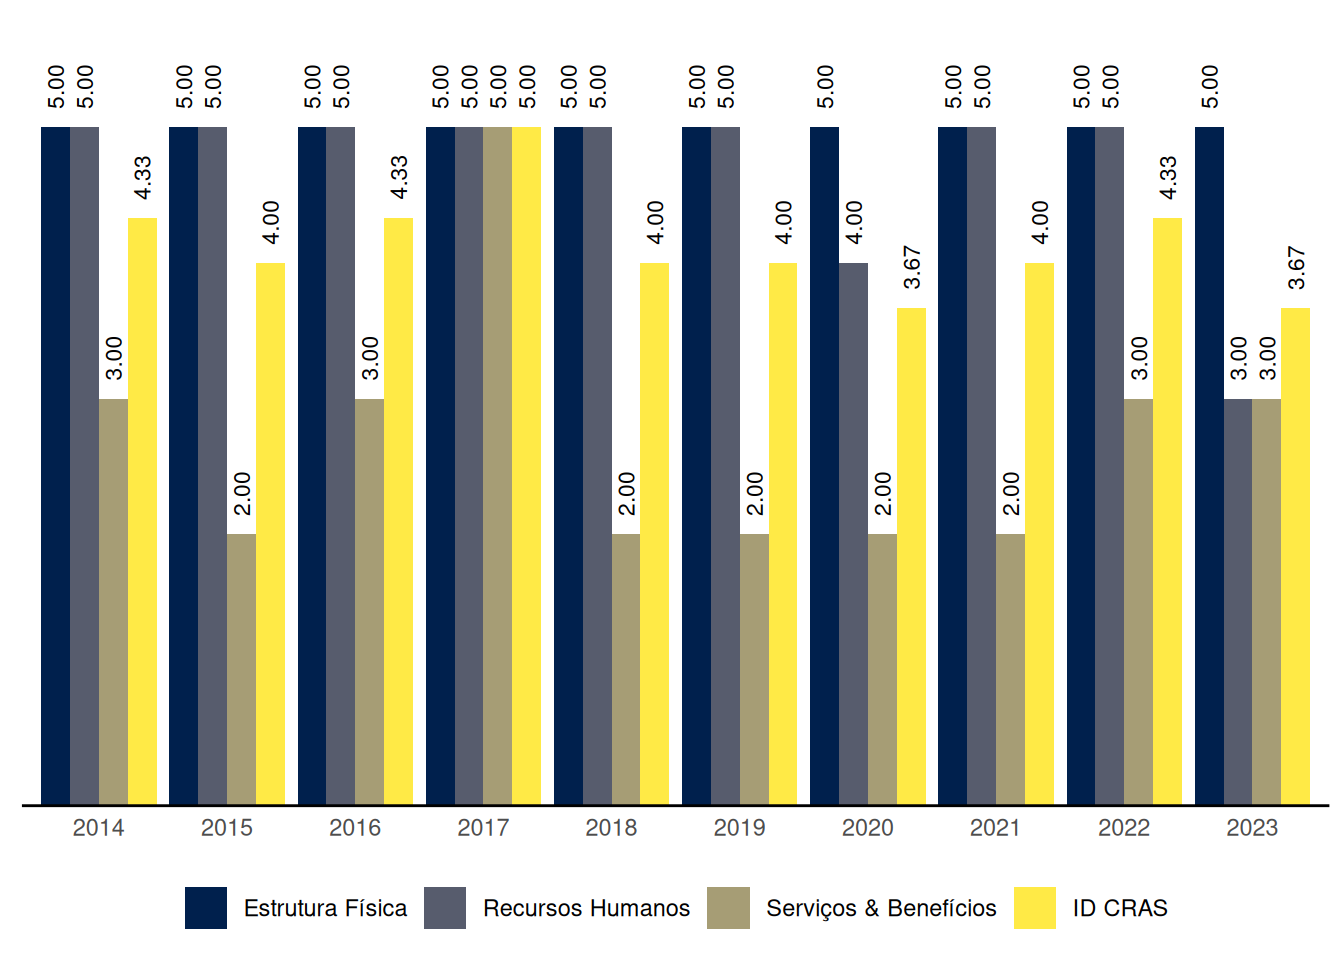 5.00 5.00 3.00 4.33 5.00 5.00 2.00 4.00 5.00 5.00 3.00 4.33 5.00 5.00 5.00 5.00 5.00 5.00 2.00 4.00 5.00 5.00 2.00 4.00 5.00 4.00 2.00 3.67 5.00 5.00 2.00 4.00 5.00 5.00 3.00 4.33 5.00 3.00 3.00 3.67
2014 2015 2016 2017 2018 2019 2020 2021 2022 2023
Estrutura Física Recursos Humanos Serviços & Benefícios ID CRAS